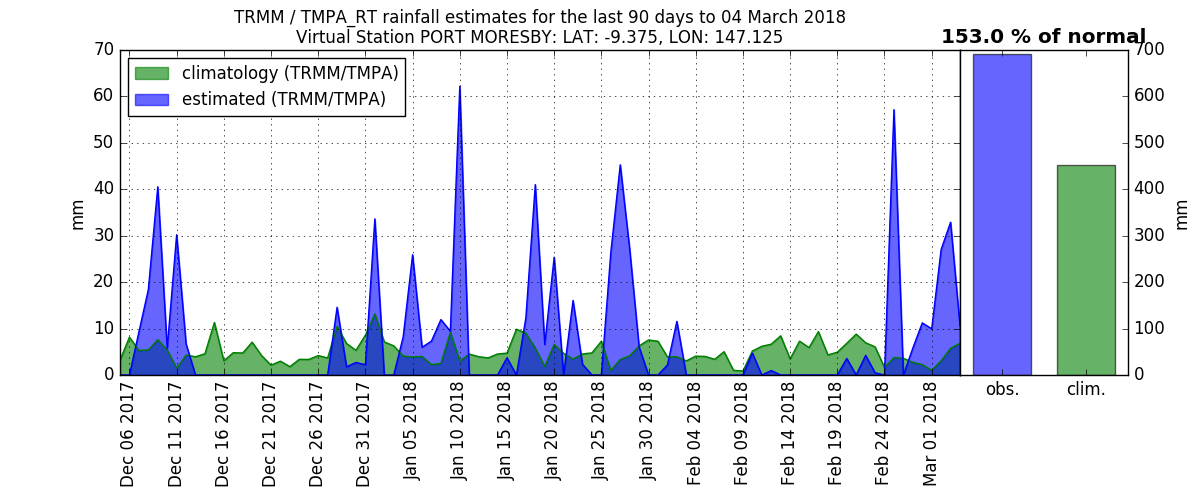 TRMM / TMPA_RT rainfall estimates for the last 90 days to 04 March 2018
Virtual Station PORT MORESBY: LAT: -9.375, LON: 147.125
153.0 % of normal
climatology (TRMM/TMPA)
estimated (TRMM/TMPA)
mm
70
60
50
40
30
20
10
0
Dec 06 2017
Dec 11 2017
Dec 16 2017
Dec 21 2017
Dec 26 2017
Dec 31 2017
Jan 05 2018
Jan 10 2018
Jan 15 2018
Jan 20 2018
Jan 25 2018
Jan 30 2018
Feb 04 2018
Feb 09 2018
Feb 14 2018
Feb 19 2018
Feb 24 2018
Mar 01 2018
obs.
clim.
700
600
500
400
300
200
100
0
mm